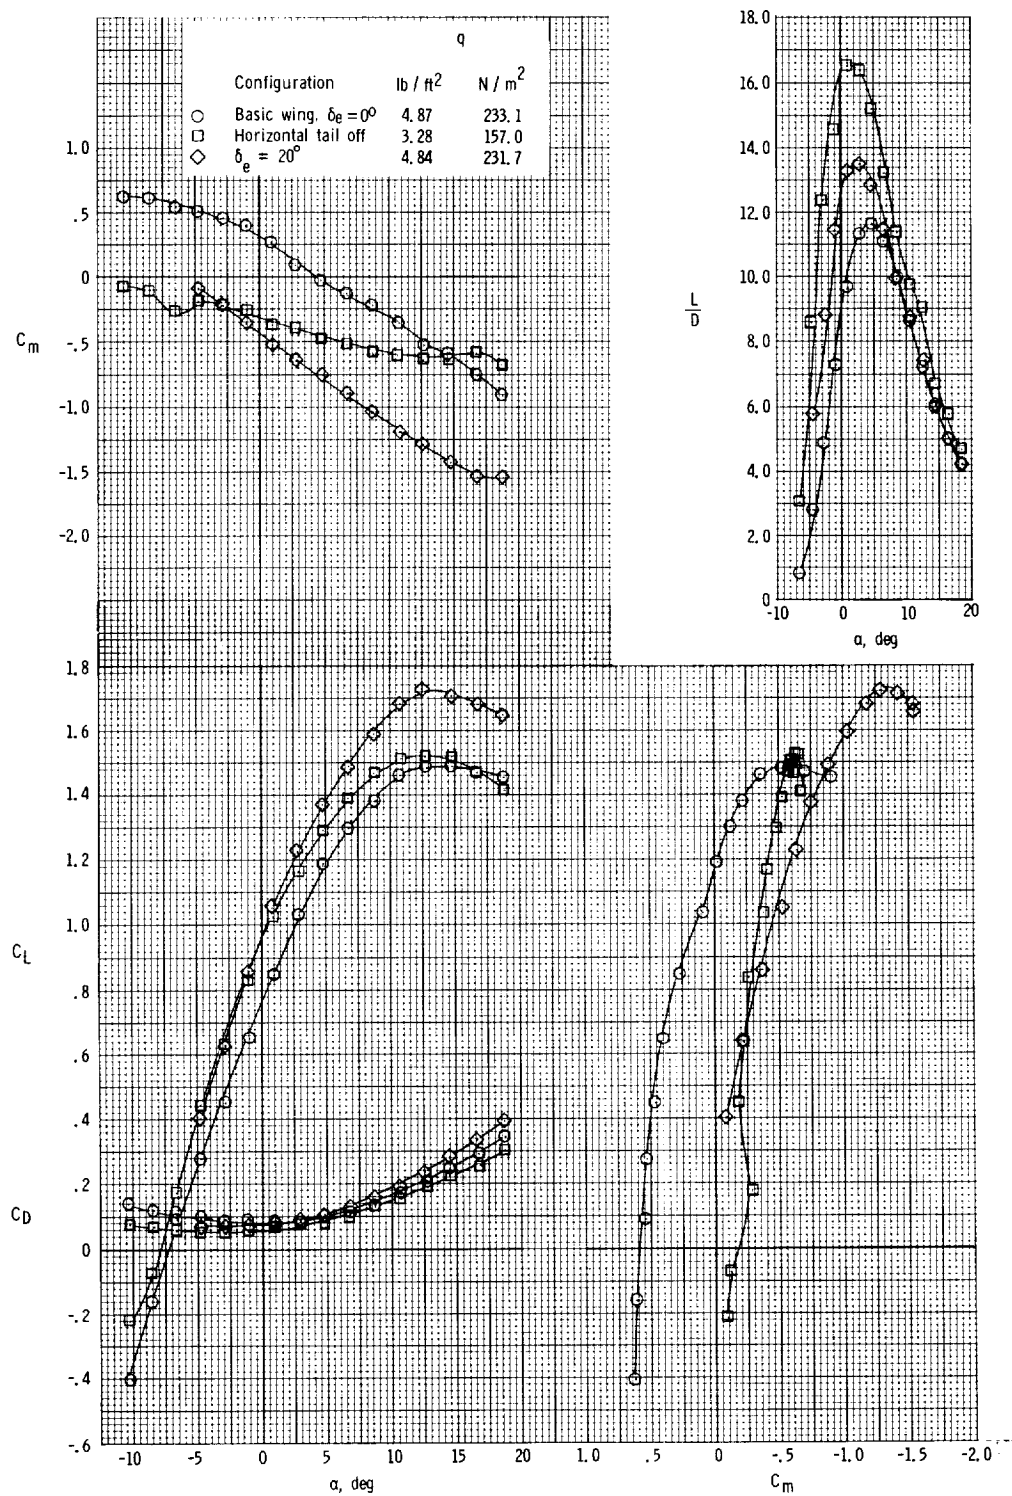 q
Configuration lb / ft2 N / m2
Basic wing, δe = 0° 4.87 233.1
Horizontal tail off 3.28 157.0
δe = 20° 4.84 231.7
1.0
.5
0
Cm
-.5
-1.0
-1.5
-2.0
18.0
16.0
14.0
12.0
10.0
L
D
8.0
6.0
4.0
2.0
0
-10 0 10 20
α, deg
1.8
1.6
1.4
1.2
1.0
CL
.8
.6
.4
.2
CD
0
-.2
-.4
-.6
-10 -5 0 5 10 15 20
α, deg
1.0 .5 0 -.5 -1.0 -1.5 -2.0
Cm